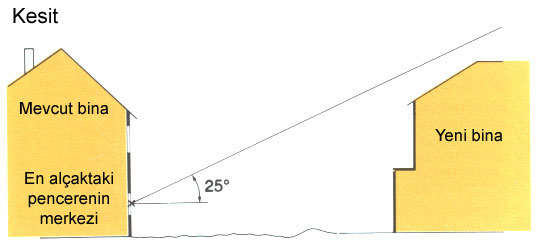 Kesit
Mevcut bina
Yeni bina
En alçaktaki
pencerenin
merkezi
25°